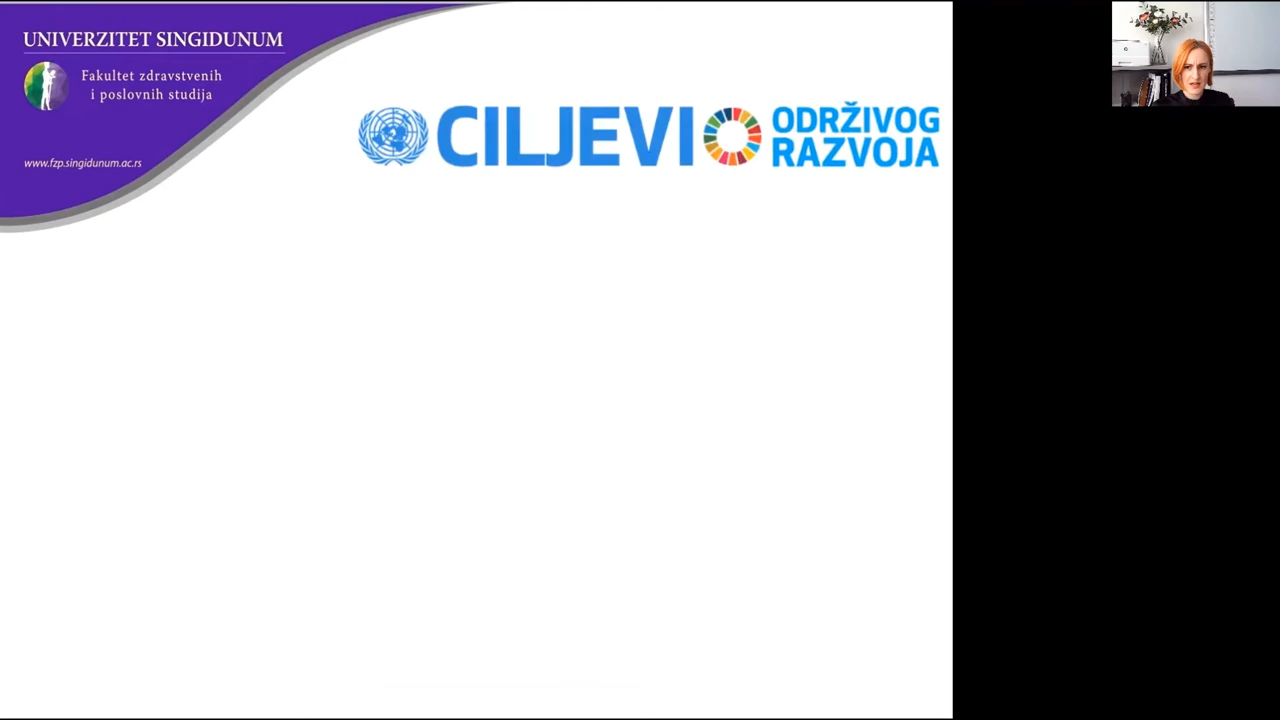 UNIVERZITET SINGIDUNUM
Fakultet zdravstvenih
i poslovnih studija
www.fzp.singidunum.ac.rs
CILJEVI
ODRŽIVOG
RAZVOJA